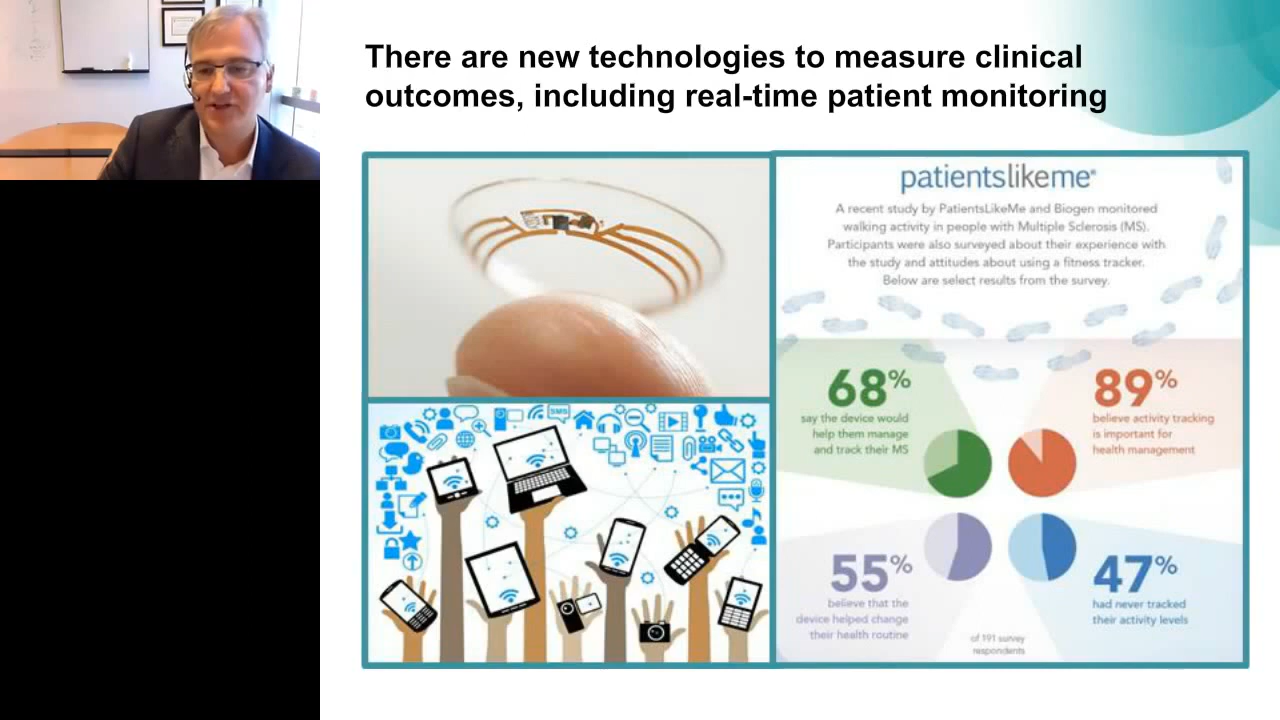 There are new technologies to measure clinical
outcomes, including real-time patient monitoring
patientslikeme®
A recent study by PatientsLikeMe and Biogen monitored
walking activity in people with Multiple Sclerosis (MS).
Participants were also surveyed about their experience with
the study and attitudes about using a fitness tracker.
Below are select results from the survey.
68%
say the device would
help them manage
and track their MS
89%
believe activity tracking
is important for
health management
55%
believe that the
device helped change
their health routine
47%
had never tracked
their activity levels
of 191 survey
respondents
SMS